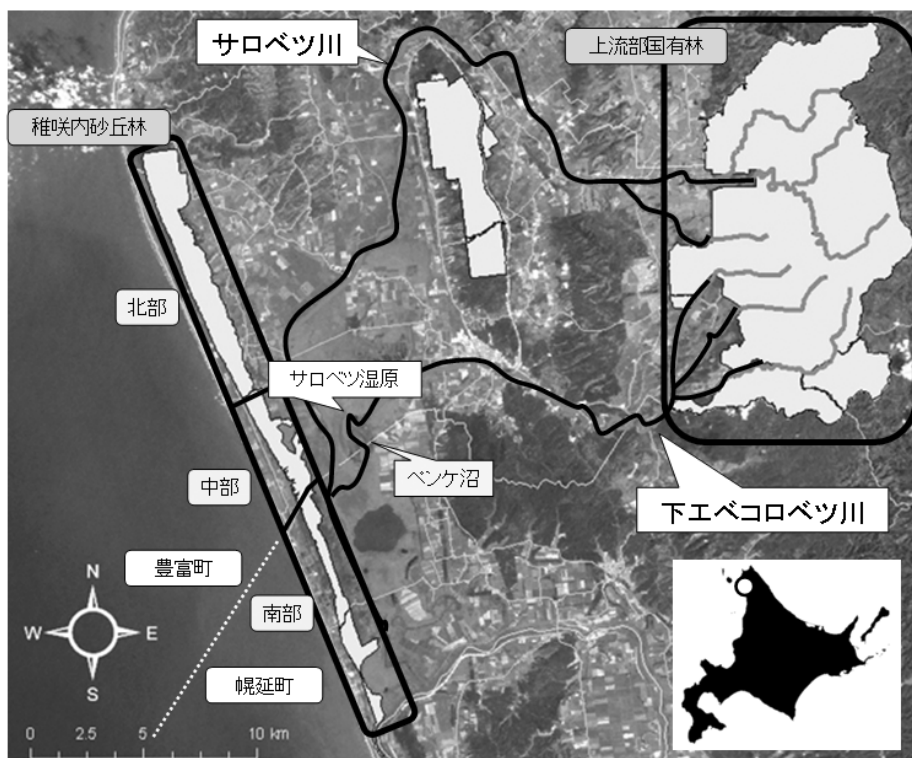 サロベツ川
上流部国有林
稚咲内砂丘林
北部
サロベツ湿原
中部
ペンケ沼
下エベコロベツ川
豊富町
南部
幌延町
N
W
E
S
0 2.5 5 10 km